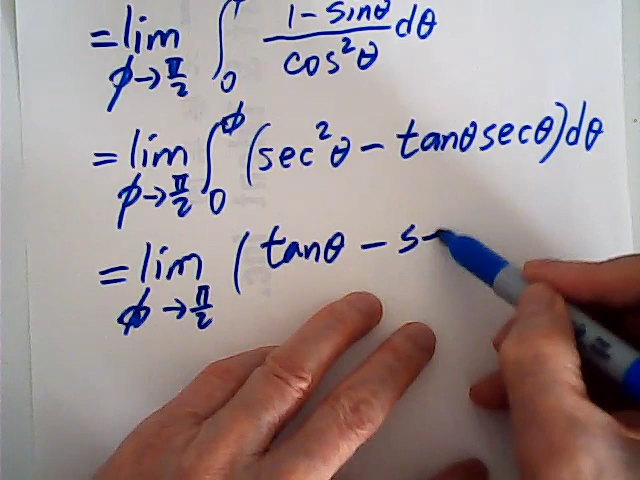 = lim ∫ 0 1 - sinθ / cos²θ dθ
ϕ→π/2
= lim ∫ 0 ϕ (sec²θ - tanθ secθ) dθ
ϕ→π/2
= lim ( tanθ - s
ϕ→π/2